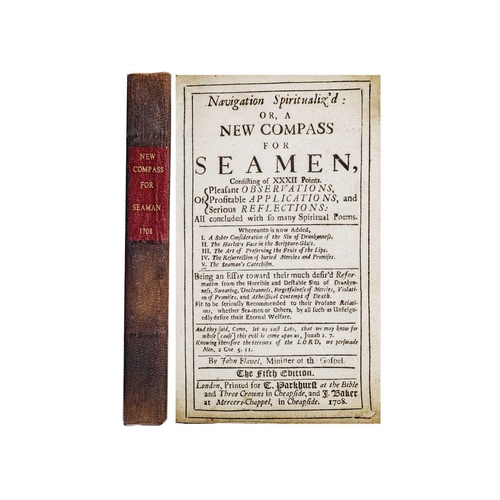 NEW
COMPASS
FOR
SEAMAN
1708
Navigation Spiritualiz'd:
OR, A
NEW COMPASS
FOR
SEAMEN,
Consisting of XXXII Points.
Of Pleasant OBSERVATIONS,
Profitable APPLICATIONS, and
Serious REFLECTIONS:
All concluded with so many Spiritual Poems.
Whereunto is now Added,
I. A Sober Consideration of the Sin of Drunkenness.
II. The Harlots Face in the Scripture-Glass.
III. The Art of Preserving the Fruit of the Lips.
IV. The Resurrection of buried Mercies and Promises.
V. The Seaman's Catechism.
Being an Essay toward their much desir'd Refor-
mation from the Horrible and Destable Sins of Drunken-
ness, Swearing, Uncleanness, Forgetfulness of Mercies, Violati-
on of Promises, and Atheistical Contempt of Death.
Fit to be seriously Recommended to their Profane Relati-
ons, whether Sea-men or Others, by all such as Unfeign-
edly desire their Eternal Welfare.
And they said, Come, let us cast Lots, that we may know for
whose [cause] this evil is come upon us, Jonah 1. 7.
Knowing therefore the terrours of the LORD, we perswade
Men, 2 Cor. 5. 11.
By John Flavel, Minister of th Gospel.
The Fifth Edition.
London, Printed for T. Parkhurst at the Bible
and Three Crowns in Cheapside, and J. Baker
at Mercers-Chappel, in Cheapside. 1708.